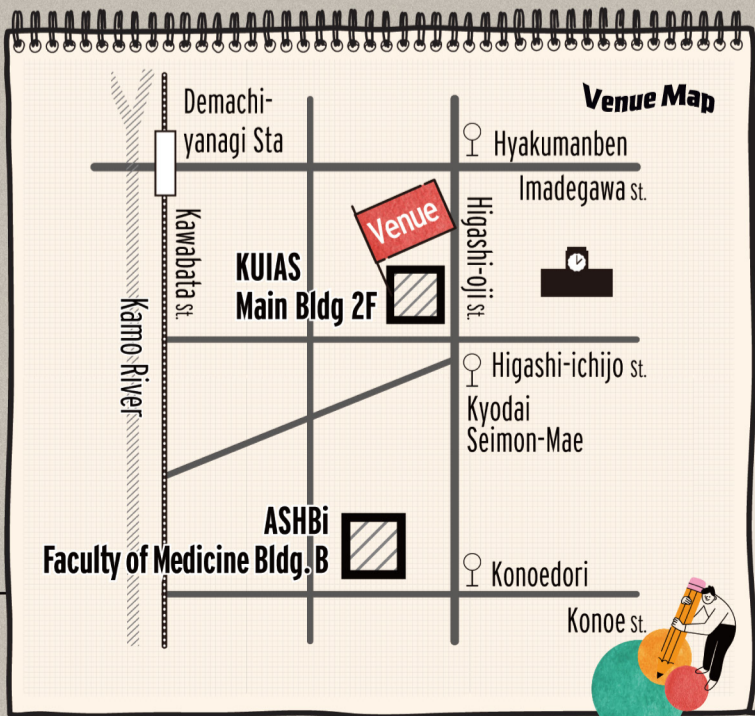 Venue Map
Demachi-
yanagi Sta
Hyakumanben
Imadegawa St.
Venue
Higashi-oji St.
Kawabata St.
KUIAS
Main Bldg 2F
Kamo River
Higashi-ichijo St.
Kyodai
Seimon-Mae
ASHBi
Faculty of Medicine Bldg. B
Konoedori
Konoe St.